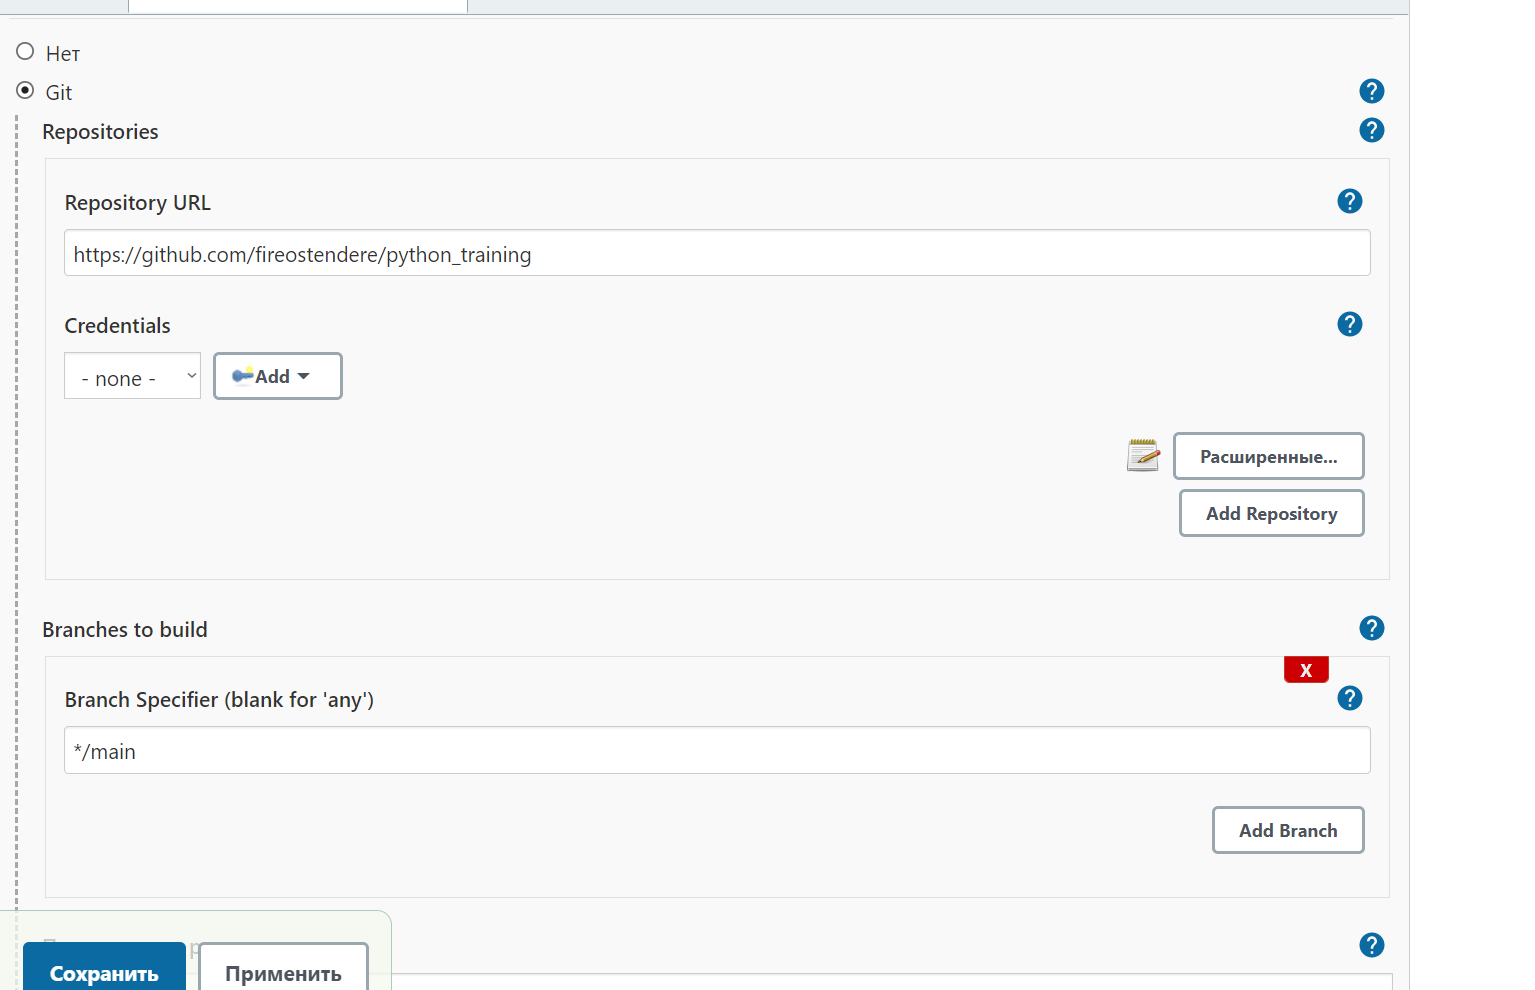 Нет
Git
Repositories
Repository URL
https://github.com/fireostendere/python_training
Credentials
- none -
Add
Расширенные...
Add Repository
Branches to build
X
Branch Specifier (blank for 'any')
*/main
Add Branch
Сохранить
Применить